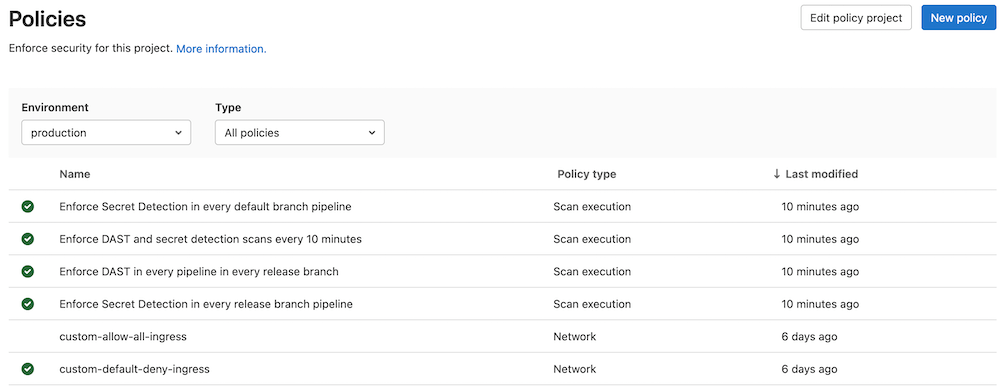 Policies
Edit policy project
New policy
Enforce security for this project. More information.
Environment
Type
production
All policies
Name Policy type ↓ Last modified
Enforce Secret Detection in every default branch pipeline Scan execution 10 minutes ago
Enforce DAST and secret detection scans every 10 minutes Scan execution 10 minutes ago
Enforce DAST in every pipeline in every release branch Scan execution 10 minutes ago
Enforce Secret Detection in every release branch pipeline Scan execution 10 minutes ago
custom-allow-all-ingress Network 6 days ago
custom-default-deny-ingress Network 6 days ago